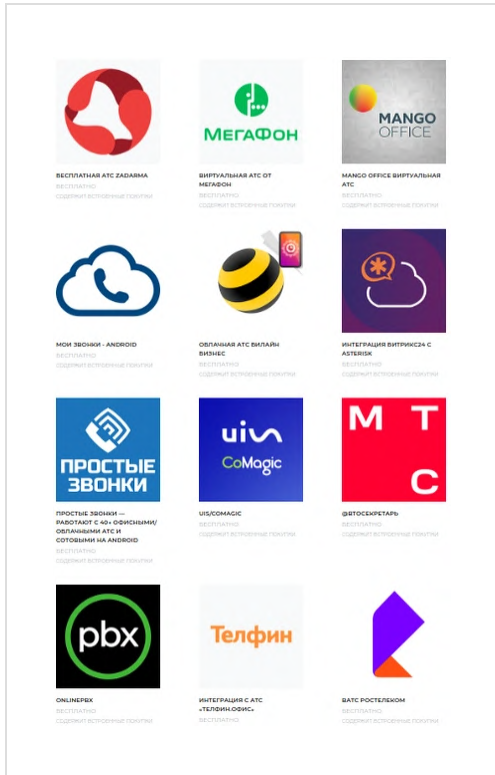 МЕГАФОН
MANGO
OFFICE
БЕСПЛАТНАЯ АТС ZADARMA
БЕСПЛАТНО
СОДЕРЖИТ ВСТРОЕННЫЕ ПОКУПКИ
ВИРТУАЛЬНАЯ АТС ОТ
МЕГАФОН
БЕСПЛАТНО
СОДЕРЖИТ ВСТРОЕННЫЕ ПОКУПКИ
MANGO OFFICE ВИРТУАЛЬНАЯ
АТС
БЕСПЛАТНО
СОДЕРЖИТ ВСТРОЕННЫЕ ПОКУПКИ
МОИ ЗВОНКИ - ANDROID
БЕСПЛАТНО
СОДЕРЖИТ ВСТРОЕННЫЕ ПОКУПКИ
ОБЛАЧНАЯ АТС БИЛАЙН
БИЗНЕС
БЕСПЛАТНО
СОДЕРЖИТ ВСТРОЕННЫЕ ПОКУПКИ
ИНТЕГРАЦИЯ БИТРИКС24 С
ASTERISK
БЕСПЛАТНО
СОДЕРЖИТ ВСТРОЕННЫЕ ПОКУПКИ
ПРОСТЫЕ
ЗВОНКИ
uis
CoMagic
М Т
С
ПРОСТЫЕ ЗВОНКИ —
РАБОТАЮТ С 40+ ОФИСНЫМИ/
ОБЛАЧНЫМИ АТС И
СОТОВЫМИ НА ANDROID
БЕСПЛАТНО
СОДЕРЖИТ ВСТРОЕННЫЕ ПОКУПКИ
UIS/COMAGIC
БЕСПЛАТНО
СОДЕРЖИТ ВСТРОЕННЫЕ ПОКУПКИ
@ВТОСЕКРЕТАРЬ
БЕСПЛАТНО
СОДЕРЖИТ ВСТРОЕННЫЕ ПОКУПКИ
pbx
Телфин
ONLINEPBX
БЕСПЛАТНО
СОДЕРЖИТ ВСТРОЕННЫЕ ПОКУПКИ
ИНТЕГРАЦИЯ С АТС
«ТЕЛФИН.ОФИС»
БЕСПЛАТНО
ВАТС РОСТЕЛЕКОМ
БЕСПЛАТНО
СОДЕРЖИТ ВСТРОЕННЫЕ ПОКУПКИ